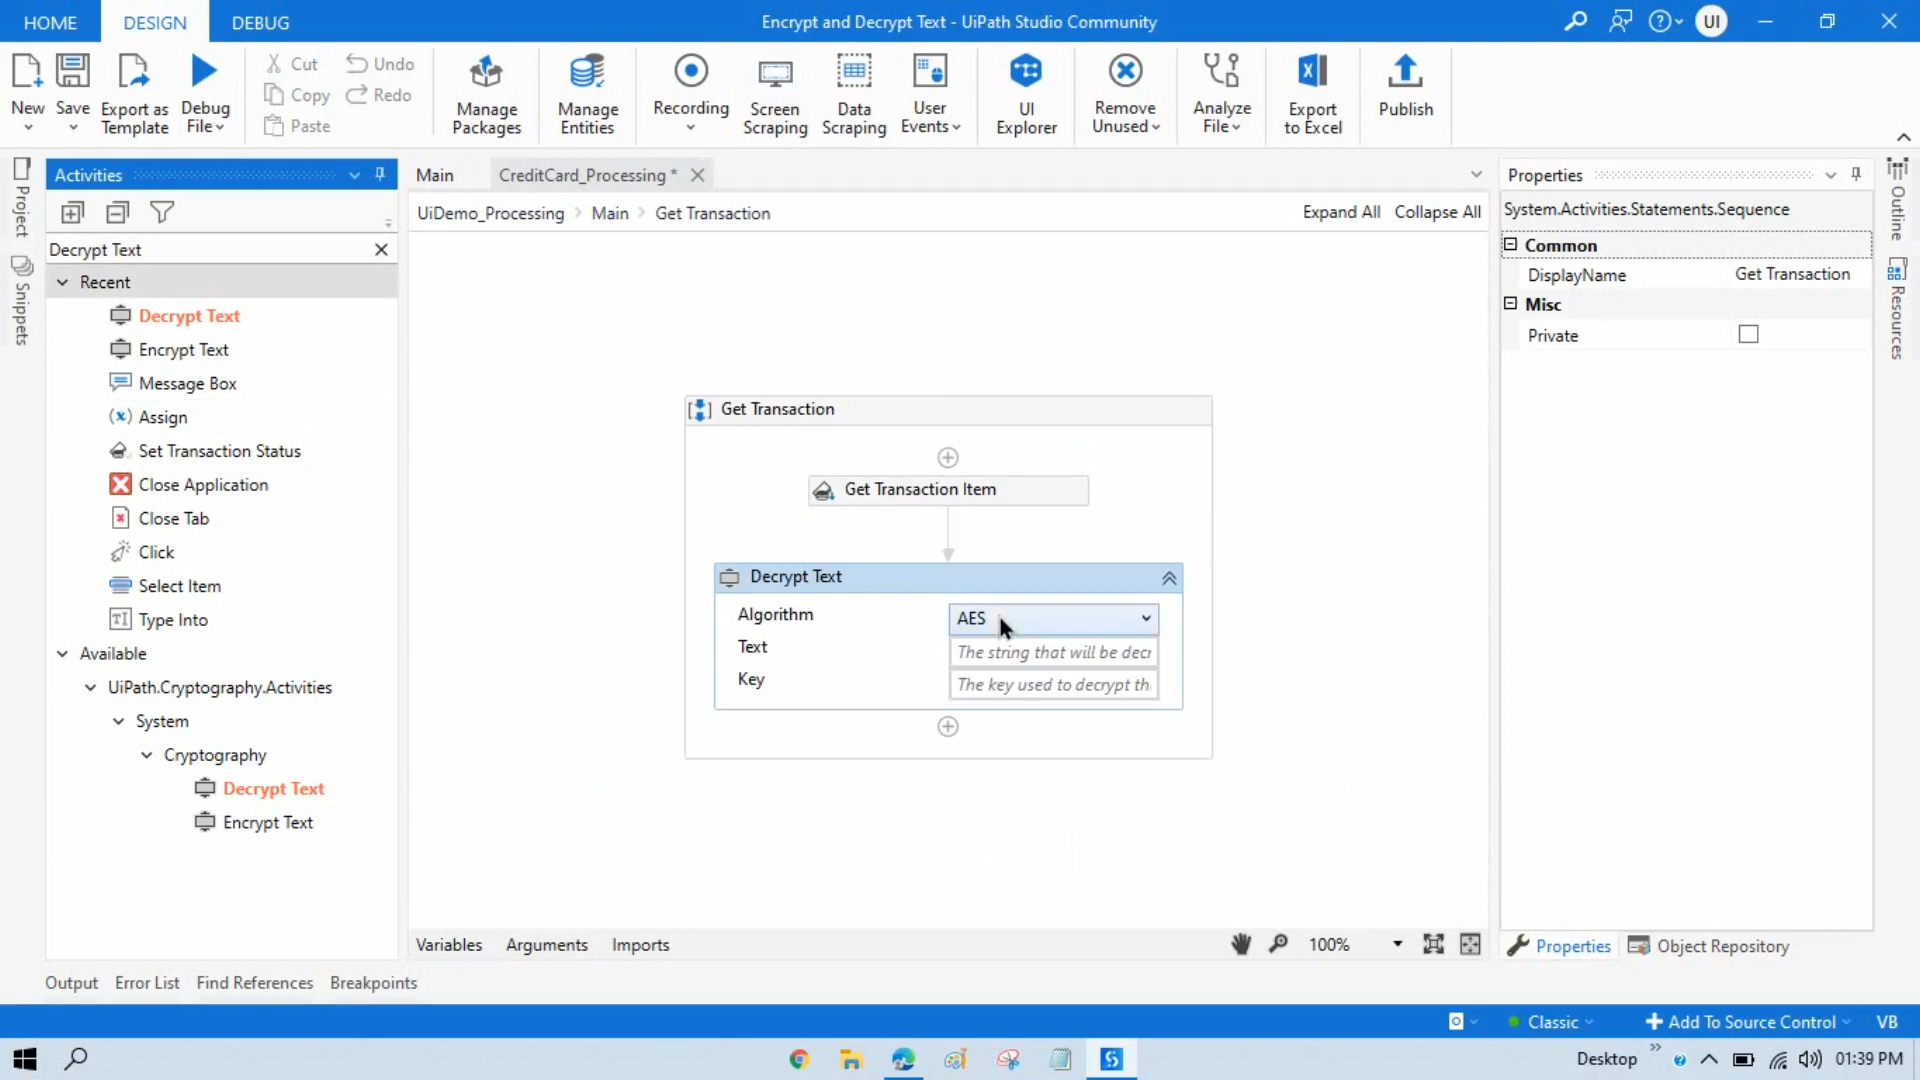 HOME
DESIGN
DEBUG
Encrypt and Decrypt Text - UiPath Studio Community
UI
New
Save
Export as
Template
Debug
File
Cut
Copy
Paste
Undo
Redo
Manage
Packages
Manage
Entities
Recording
Screen
Scraping
Data
Scraping
User
Events
UI
Explorer
Remove
Unused
Analyze
File
Export
to Excel
Publish
Project
Snippets
Activities
Decrypt Text
Recent
Decrypt Text
Encrypt Text
Message Box
Assign
Set Transaction Status
Close Application
Close Tab
Click
Select Item
Type Into
Available
UiPath.Cryptography.Activities
System
Cryptography
Decrypt Text
Encrypt Text
Main
CreditCard_Processing *
UiDemo_Processing
Main
Get Transaction
Expand All
Collapse All
Get Transaction
Get Transaction Item
Decrypt Text
Algorithm
AES
Text
The string that will be decr
Key
The key used to decrypt th
Variables
Arguments
Imports
100%
Properties
System.Activities.Statements.Sequence
Common
DisplayName
Get Transaction
Misc
Private
Properties
Object Repository
Outline
Resources
Output
Error List
Find References
Breakpoints
Classic
Add To Source Control
VB
Desktop
01:39 PM